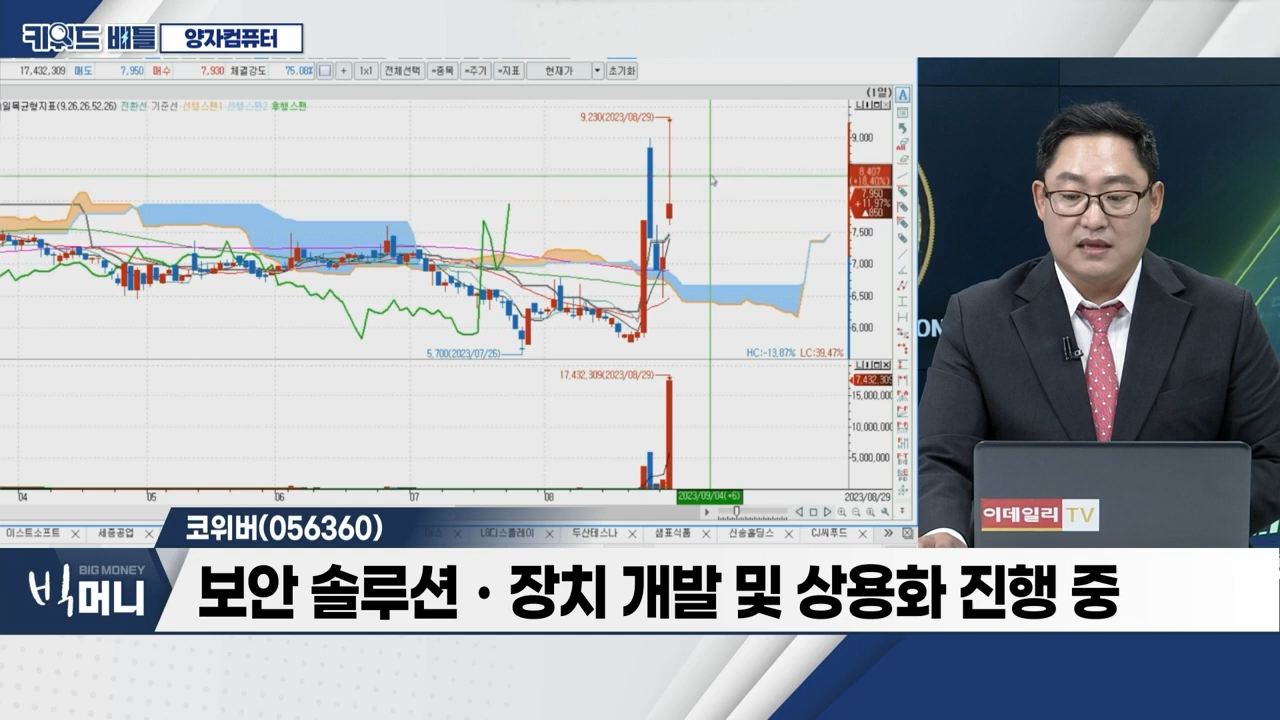 키워드 배틀 양자컴퓨터
17,432,309 매도 7,950 매수 7,930 체결강도 75.08% + 1x1 전체선택 +종목 +주기 +지표 현재가 초기화
(1일)
일목균형지표(9,26,26,52,26) 전환선 기준선 선행스팬1 선행스팬2 후행스팬
9,230(2023/08/29)
9,000
8,407
(+18.40%)
7,950
+11.97%
▲850
7,500
7,000
6,500
6,000
5,700(2023/07/26)
HC:-13.87% LC:39.47%
17,432,309(2023/08/29)
7,432,309
15,000,000
10,000,000
5,000,000
04 05 06 07 08 2023/09/04(+6) 2023/08/29
이스트소프트 세종공업 LG디스플레이 두산테스나 샘표식품 신송홀딩스 CJ씨푸드
ON
이데일리 TV
코위버(056360)
BIG MONEY
빅머니
보안 솔루션 · 장치 개발 및 상용화 진행 중